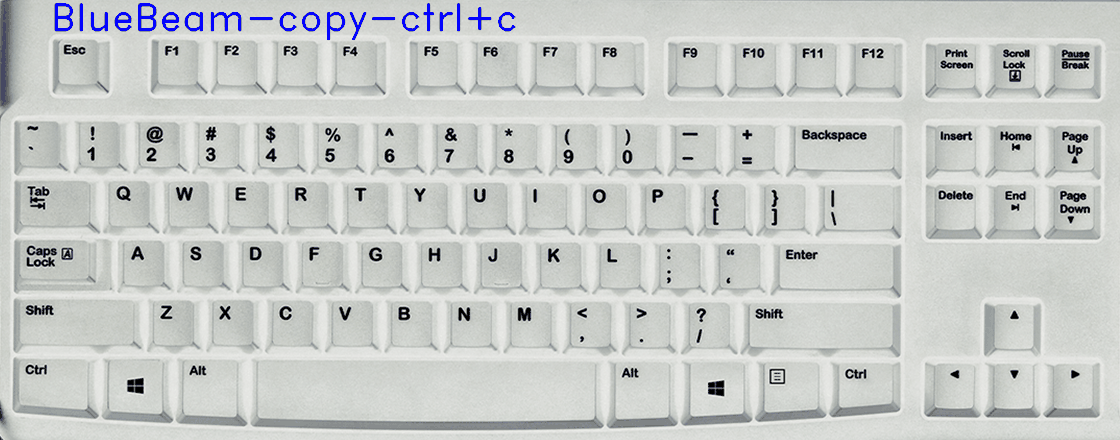 BlueBeam-copy-ctrl+c
Esc F1 F2 F3 F4 F5 F6 F7 F8 F9 F10 F11 F12 Print Screen Scroll Lock Pause Break
~ ! @ # $ % ^ & * ( ) — + Backspace Insert Home Page Up
` 1 2 3 4 5 6 7 8 9 0 - =
Tab Q W E R T Y U I O P { } | Delete End Page Down
[ ] \
Caps Lock A A S D F G H J K L : “ Enter
; ‘
Shift Z X C V B N M < > ? Shift
, . /
Ctrl Alt Alt Ctrl